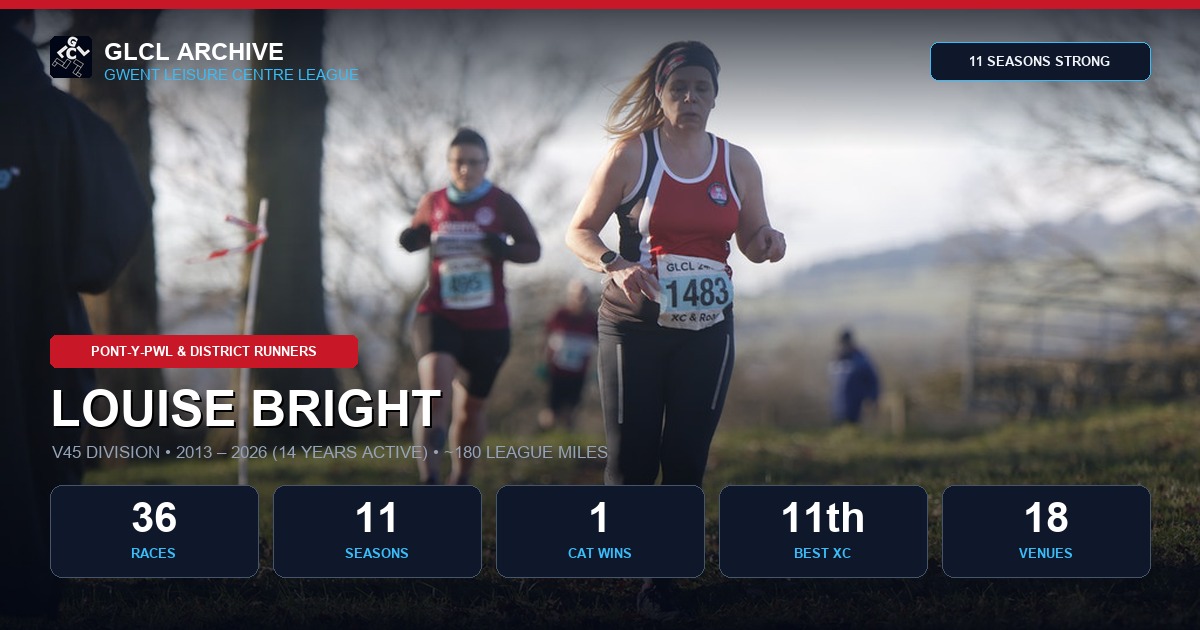 GLCL ARCHIVE
GWENT LEISURE CENTRE LEAGUE
11 SEASONS STRONG
GLCL
1483
XC & Road
PONT-Y-PWL & DISTRICT RUNNERS
LOUISE BRIGHT
V45 DIVISION • 2013 – 2026 (14 YEARS ACTIVE) • ~180 LEAGUE MILES
36
RACES
11
SEASONS
1
CAT WINS
11th
BEST XC
18
VENUES